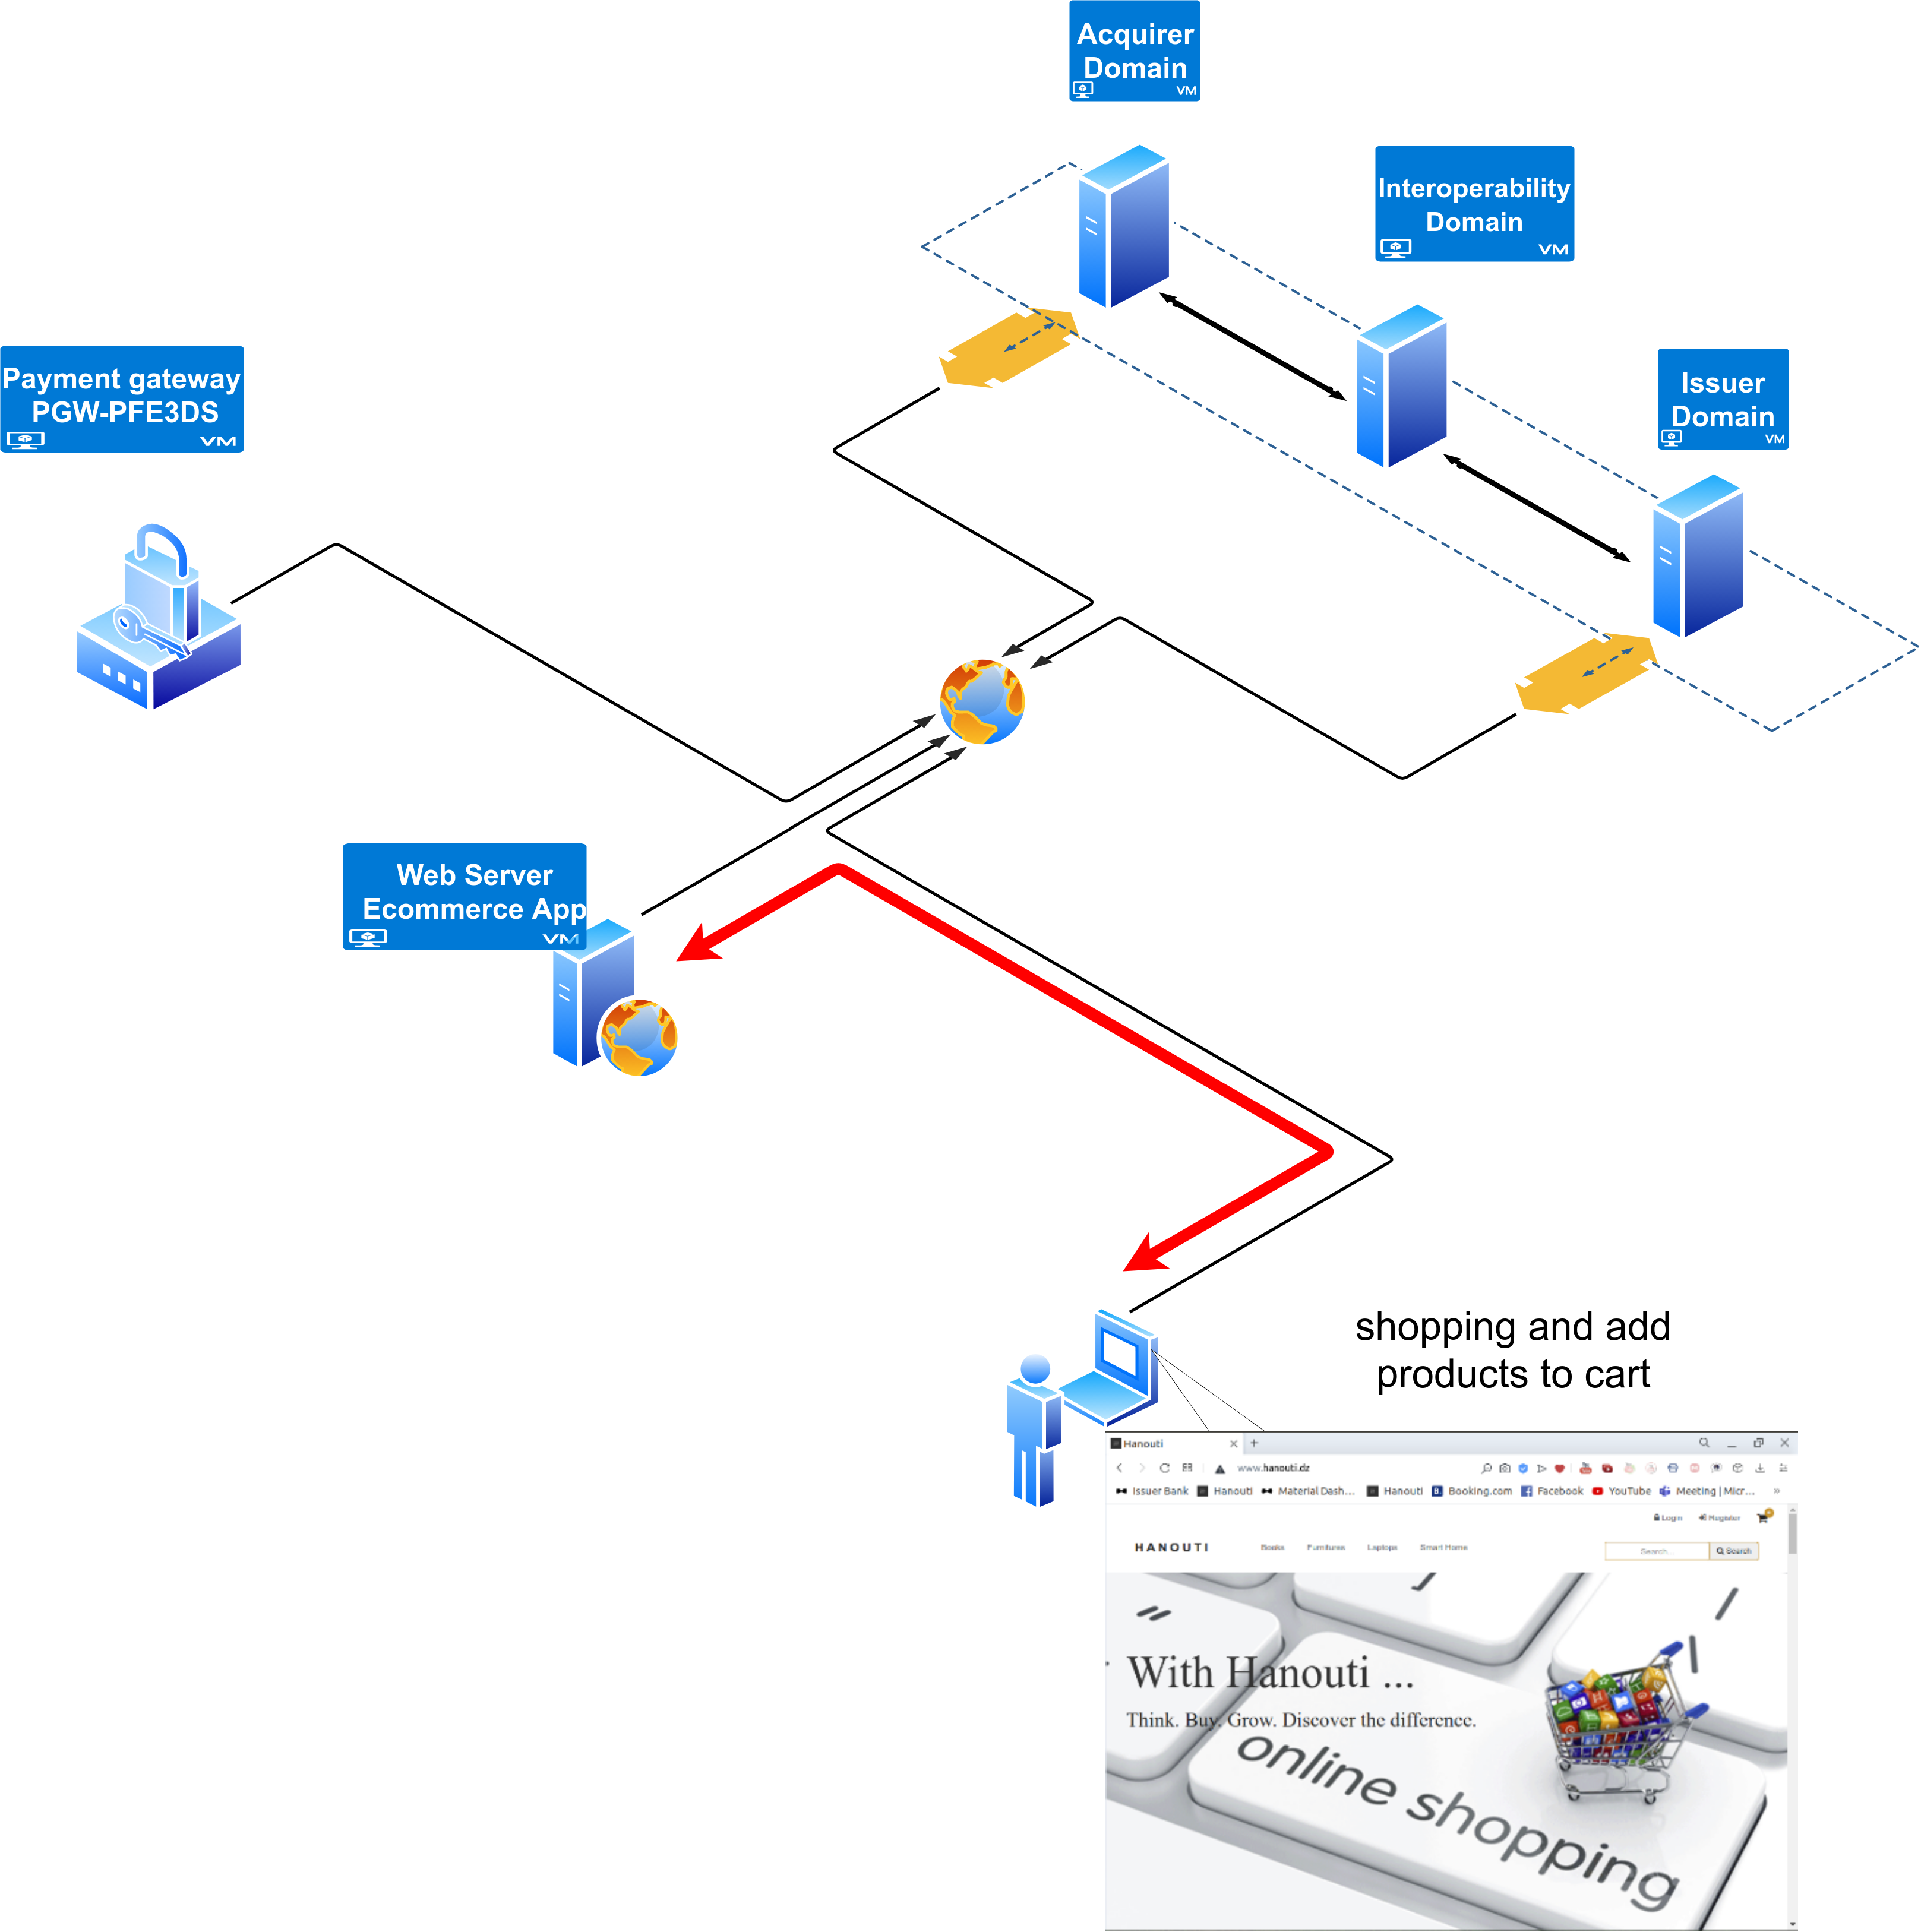 Acquirer
Domain
VM
Interoperability
Domain
VM
Payment gateway
PGW-PFE3DS
VM
Issuer
Domain
VM
Web Server
Ecommerce App
VM
shopping and add
products to cart
Hanouti
www.hanouti.dz
Issuer Bank Hanouti Material Dash... Hanouti Booking.com Facebook YouTube Meeting | Micr... »
Login Register
HANOUTI Books Furnitures Laptops Smart Home Search... Search
With Hanouti ...
Think. Buy. Grow. Discover the difference.
online shopping